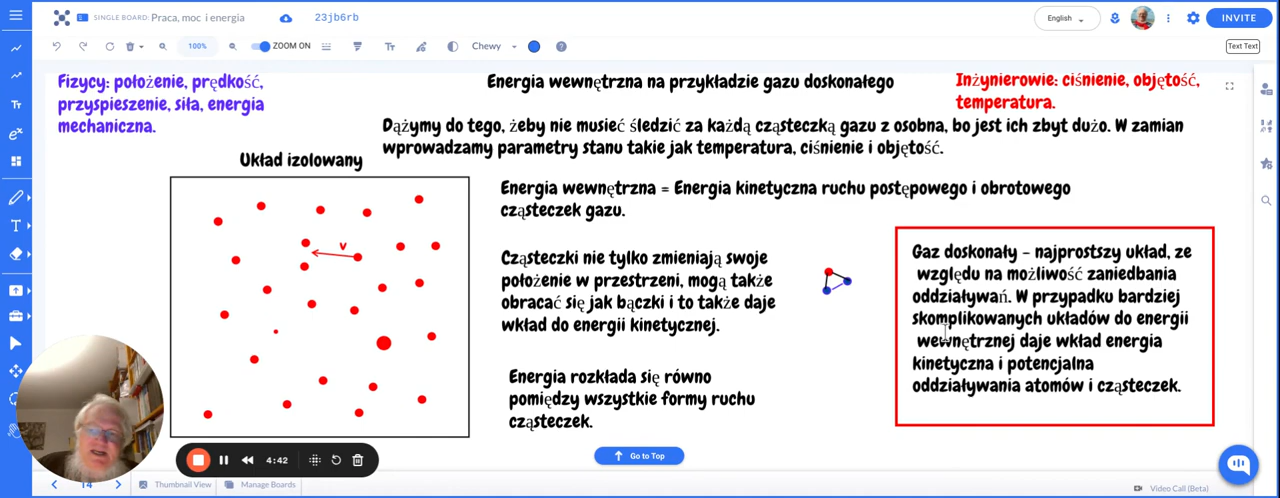 SINGLE BOARD: Praca, moc i energia
23jb6rb
English
INVITE
100%
ZOOM ON
Tт
Chewy
Text Text
Fizycy: położenie, prędkość,
przyspieszenie, siła, energia
mechaniczna.
Energia wewnętrzna na przykładzie gazu doskonałego
Inżynierowie: ciśnienie, objętość,
temperatura.
Dążymy do tego, żeby nie musieć śledzić za każdą cząsteczką gazu z osobna, bo jest ich zbyt dużo. W zamian
wprowadzamy parametry stanu takie jak temperatura, ciśnienie i objętość.
Układ izolowany
v
Energia wewnętrzna = Energia kinetyczna ruchu postępowego i obrotowego
cząsteczek gazu.
Cząsteczki nie tylko zmieniają swoje
położenie w przestrzeni, mogą także
obracać się jak bączki i to także daje
wkład do energii kinetycznej.
Energia rozkłada się równo
pomiędzy wszystkie formy ruchu
cząsteczek.
Gaz doskonały - najprostszy układ, ze
względu na możliwość zaniedbania
oddziaływań. W przypadku bardziej
skomplikowanych układów do energii
wewnętrznej daje wkład energia
kinetyczna i potencjalna
oddziaływania atomów i cząsteczek.
4:42
Go to Top
14
Thumbnail View
Manage Boards
Video Call (Beta)